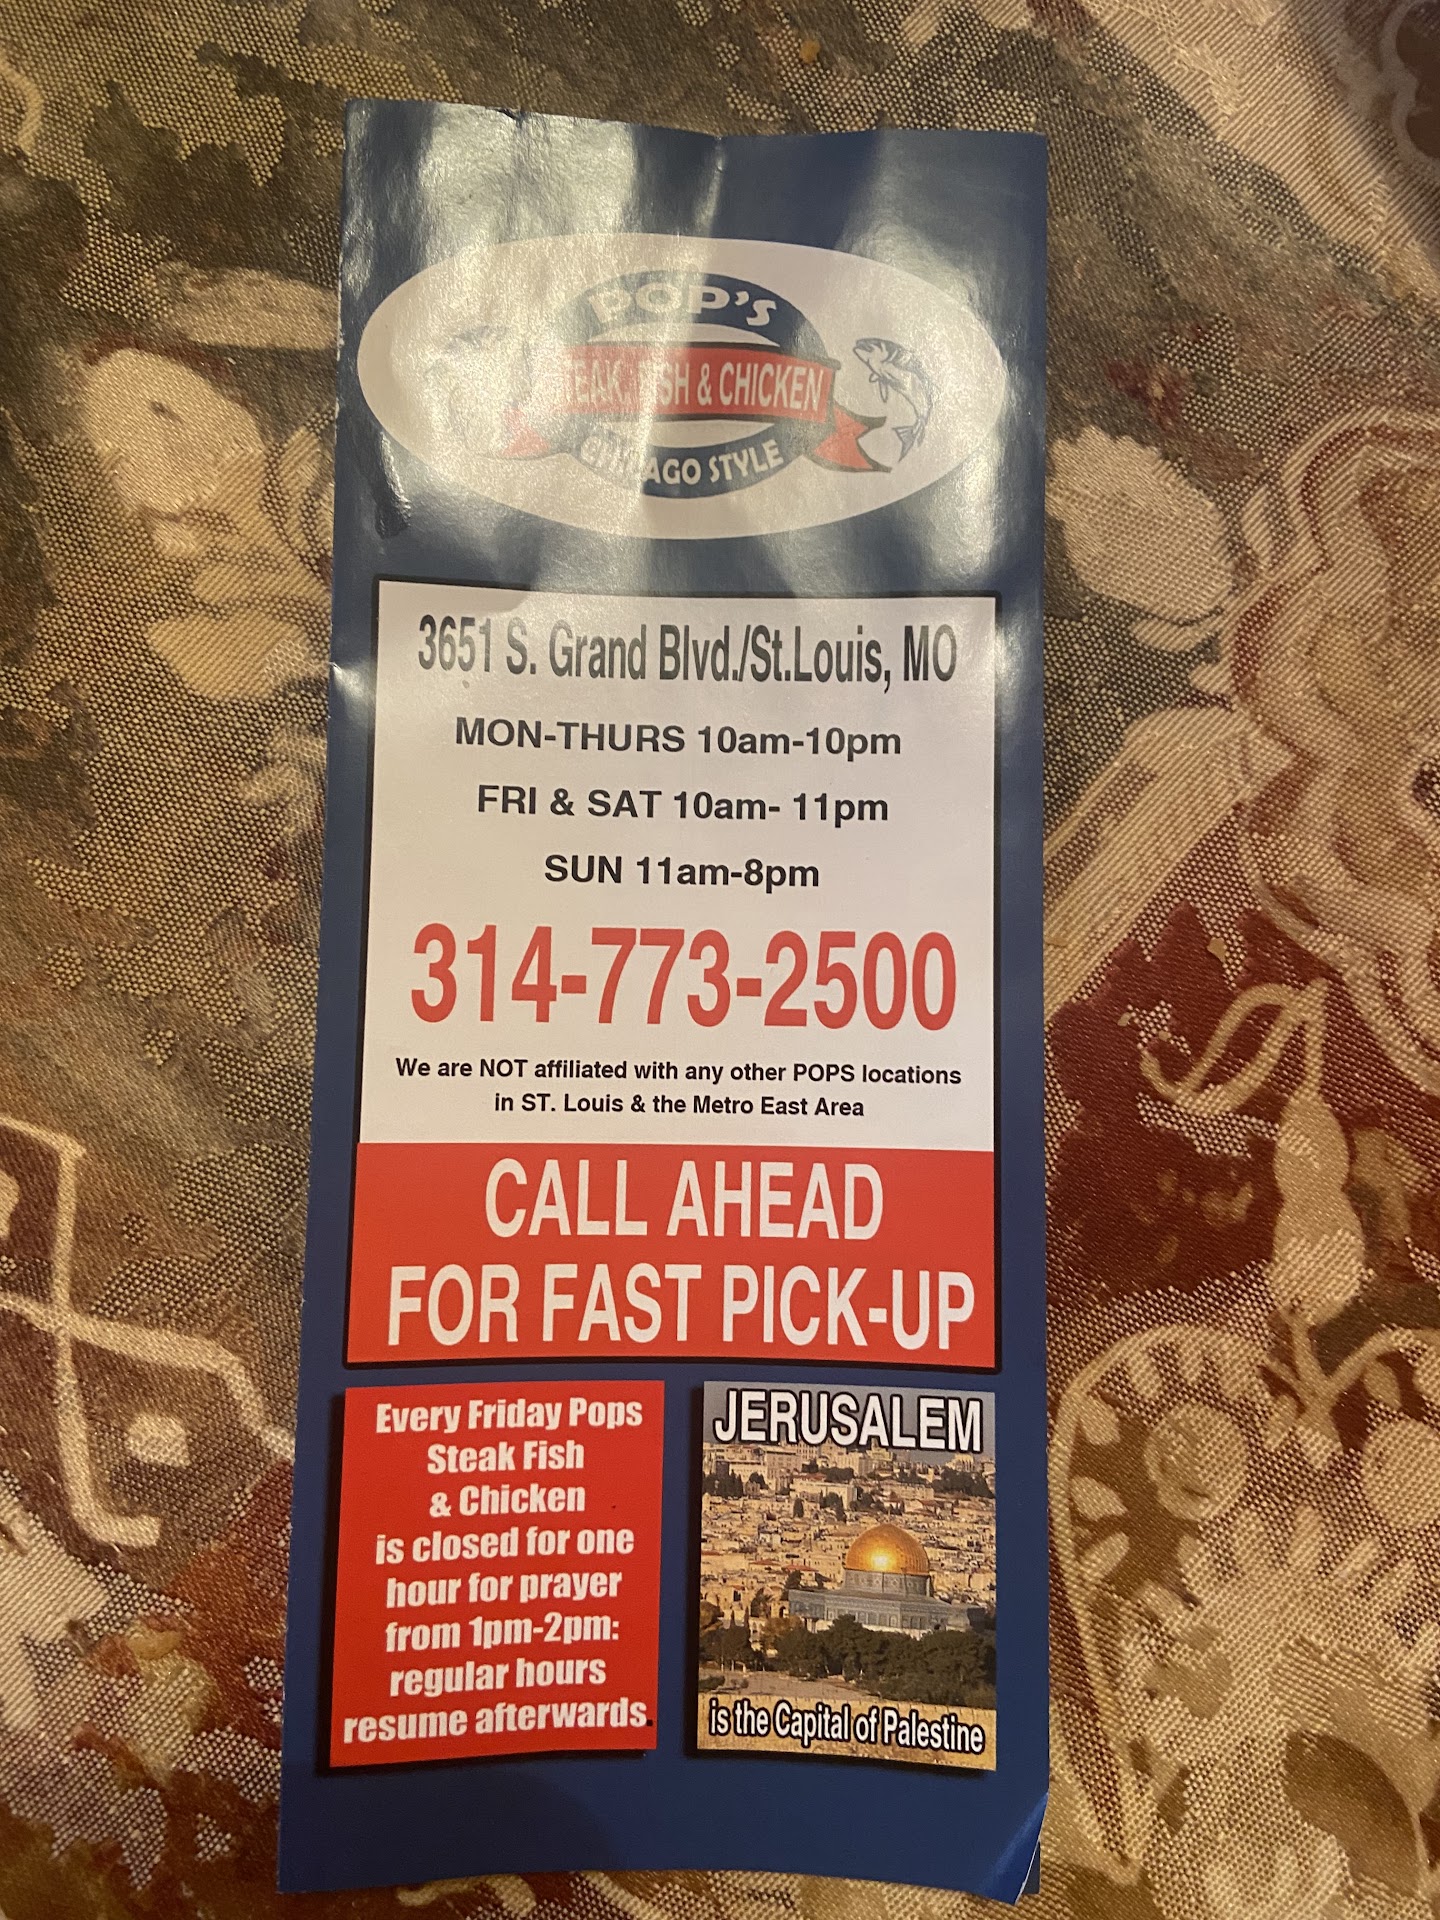 POP'S
STEAK, FISH & CHICKEN
CHICAGO STYLE
3651 S. Grand Blvd./St.Louis, MO
MON-THURS 10am-10pm
FRI & SAT 10am- 11pm
SUN 11am-8pm
314-773-2500
We are NOT affiliated with any other POPS locations
in ST. Louis & the Metro East Area
CALL AHEAD
FOR FAST PICK-UP
Every Friday Pops
Steak Fish
& Chicken
is closed for one
hour for prayer
from 1pm-2pm:
regular hours
resume afterwards.
JERUSALEM
is the Capital of Palestine